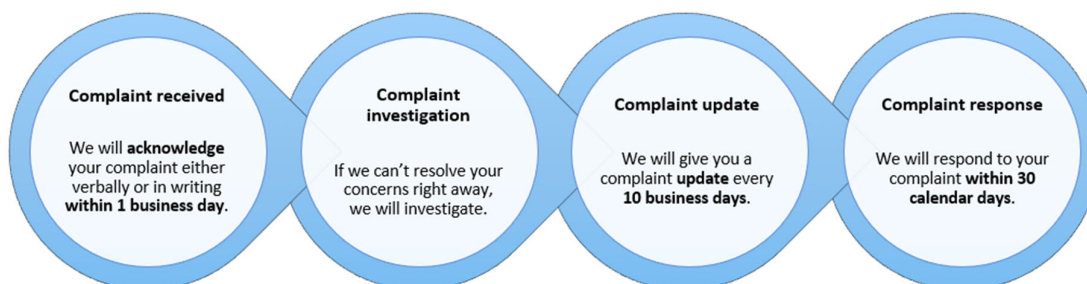 Complaint received
We will acknowledge
your complaint either
verbally or in writing
within 1 business day.
Complaint
investigation
If we can’t resolve your
concerns right away,
we will investigate.
Complaint update
We will give you a
complaint update every
10 business days.
Complaint response
We will respond to your
complaint within 30
calendar days.